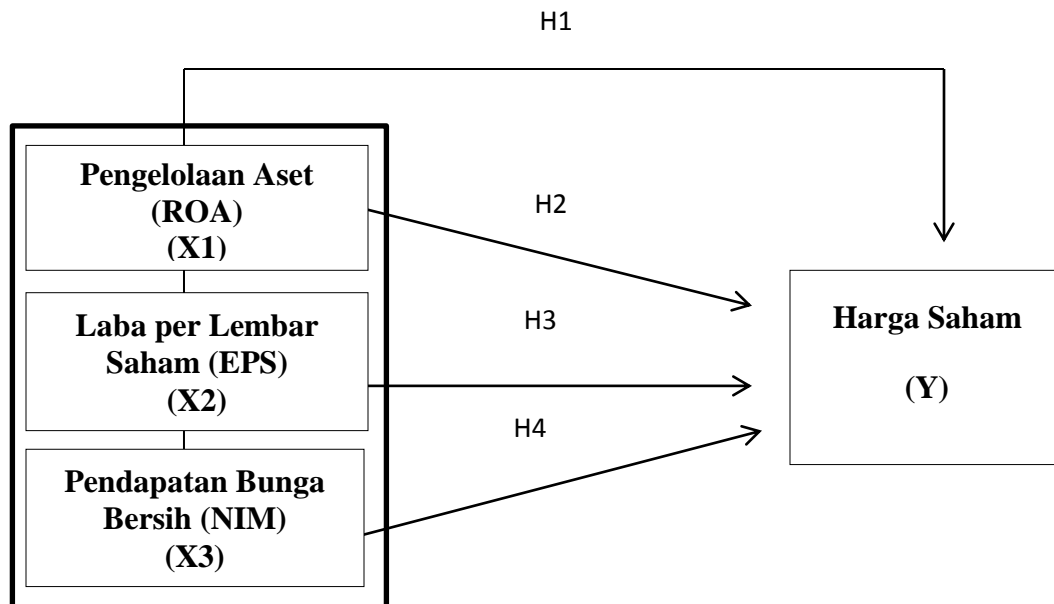 H1
Pengelolaan Aset
(ROA)
(X1)
H2
Laba per Lembar
Saham (EPS)
(X2)
H3
Harga Saham
(Y)
H4
Pendapatan Bunga
Bersih (NIM)
(X3)